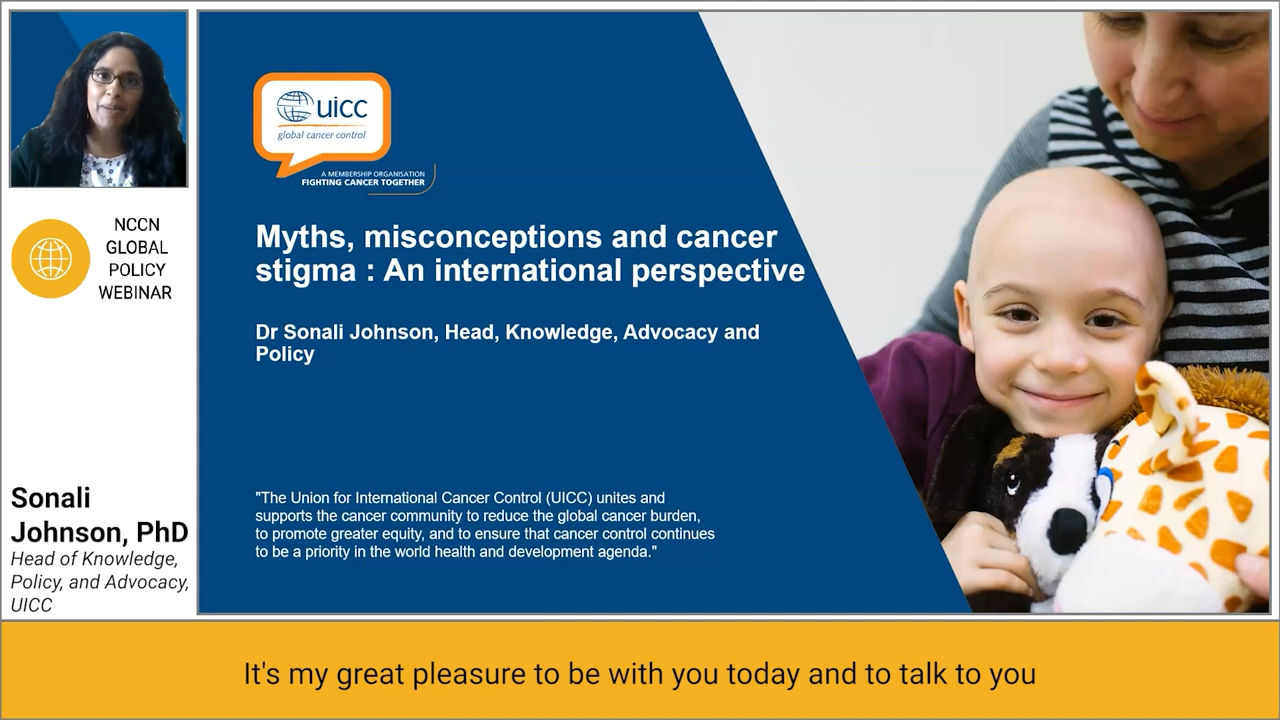 NCCN
GLOBAL
POLICY
WEBINAR
Sonali
Johnson, PhD
Head of Knowledge,
Policy, and Advocacy,
UICC
uicc
global cancer control
A MEMBERSHIP ORGANISATION
FIGHTING CANCER TOGETHER
Myths, misconceptions and cancer
stigma : An international perspective
Dr Sonali Johnson, Head, Knowledge, Advocacy and
Policy
"The Union for International Cancer Control (UICC) unites and
supports the cancer community to reduce the global cancer burden,
to promote greater equity, and to ensure that cancer control continues
to be a priority in the world health and development agenda."
It's my great pleasure to be with you today and to talk to you